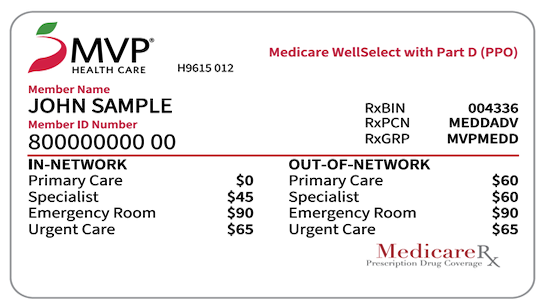 MVP®
HEALTH CARE
H9615 012
Medicare WellSelect with Part D (PPO)
Member Name
JOHN SAMPLE
Member ID Number
800000000 00
RxBIN 004336
RxPCN MEDDADV
RxGRP MVPMEDD
IN-NETWORK
Primary Care $0
Specialist $45
Emergency Room $90
Urgent Care $65
OUT-OF-NETWORK
Primary Care $60
Specialist $60
Emergency Room $90
Urgent Care $65
MedicareRx
Prescription Drug Coverage